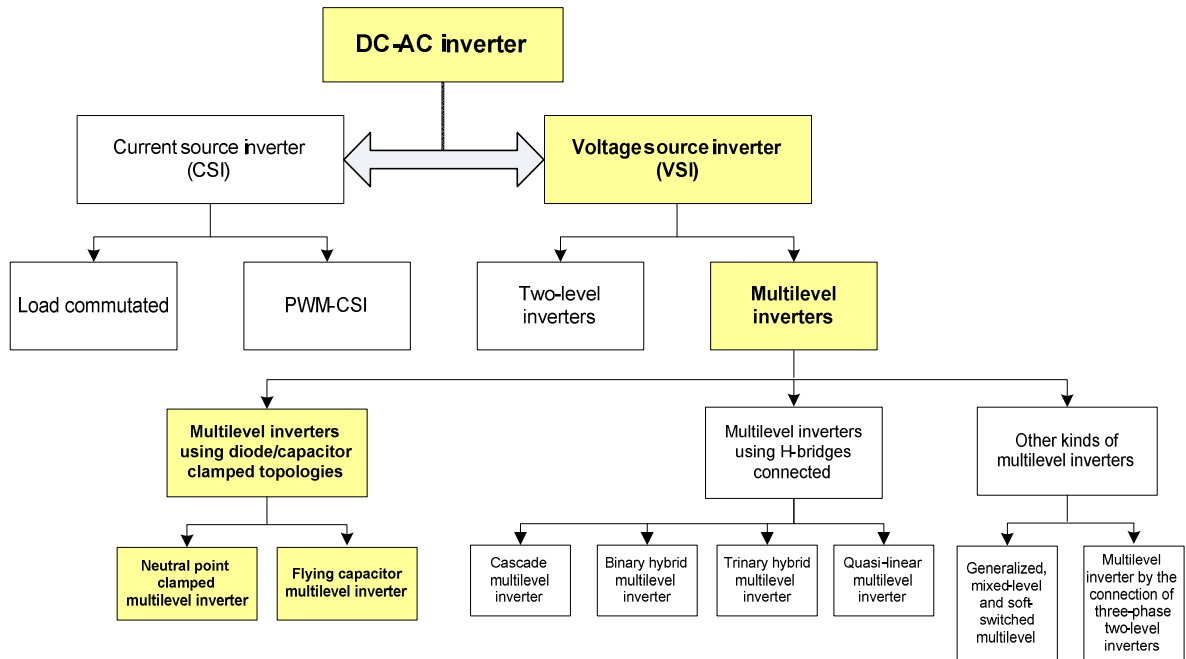 DC-AC inverter
Current source inverter
(CSI)
Voltage source inverter
(VSI)
Load commutated
PWM-CSI
Two-level
inverters
Multilevel
inverters
Multilevel inverters
using diode/capacitor
clamped topologies
Multilevel inverters
using H-bridges
connected
Other kinds of
multilevel inverters
Neutral point
clamped
multilevel inverter
Flying capacitor
multilevel inverter
Cascade
multilevel
inverter
Binary hybrid
multilevel
inverter
Trinary hybrid
multilevel
inverter
Quasi-linear
multilevel
inverter
Generalized,
mixed-level
and soft-
switched
multilevel
Multilevel
inverter by the
connection of
three-phase
two-level
inverters